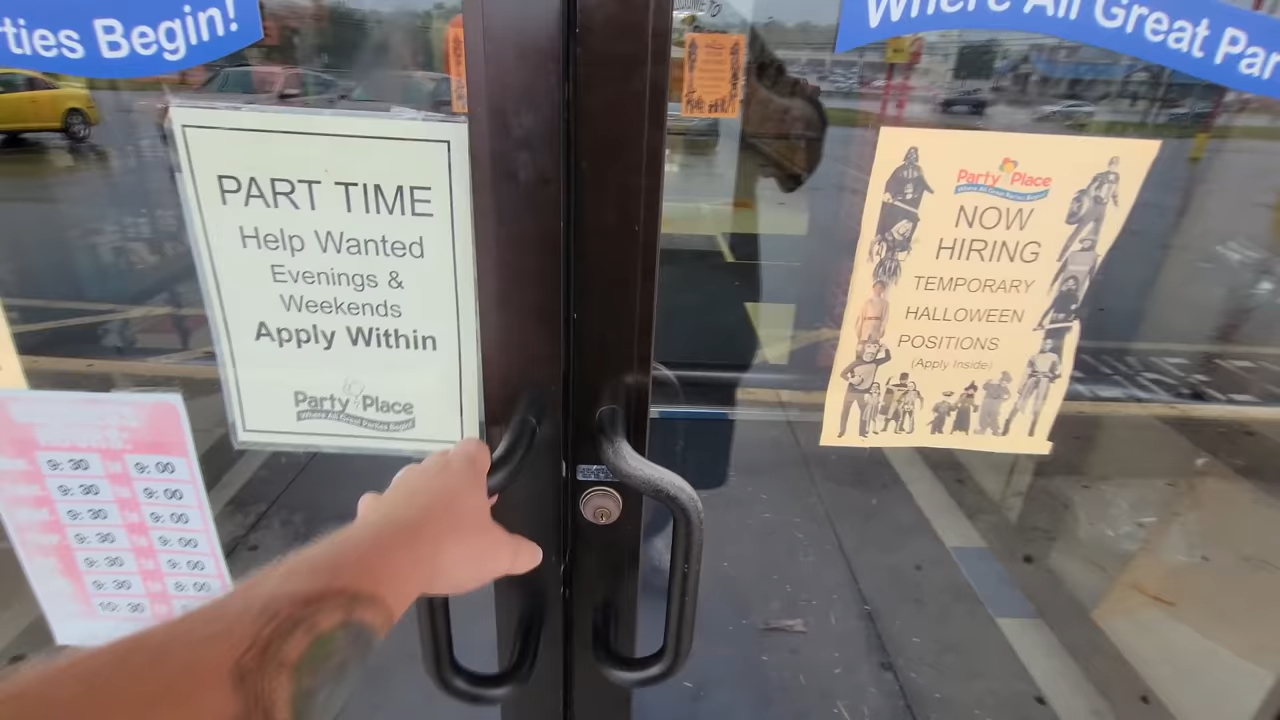 ties Begin!
Where All Great Par
PART TIME
Help Wanted
Evenings &
Weekends
Apply Within
Party Place
Where All Great Parties Begin!
Party Place
Where All Great Parties Begin!
NOW
HIRING
TEMPORARY
HALLOWEEN
POSITIONS
(Apply Inside)
9:30 9:00
9:30 9:00
9:30 9:00
9:30 9:00
9:30 9:00
9:30 8:00
10:30